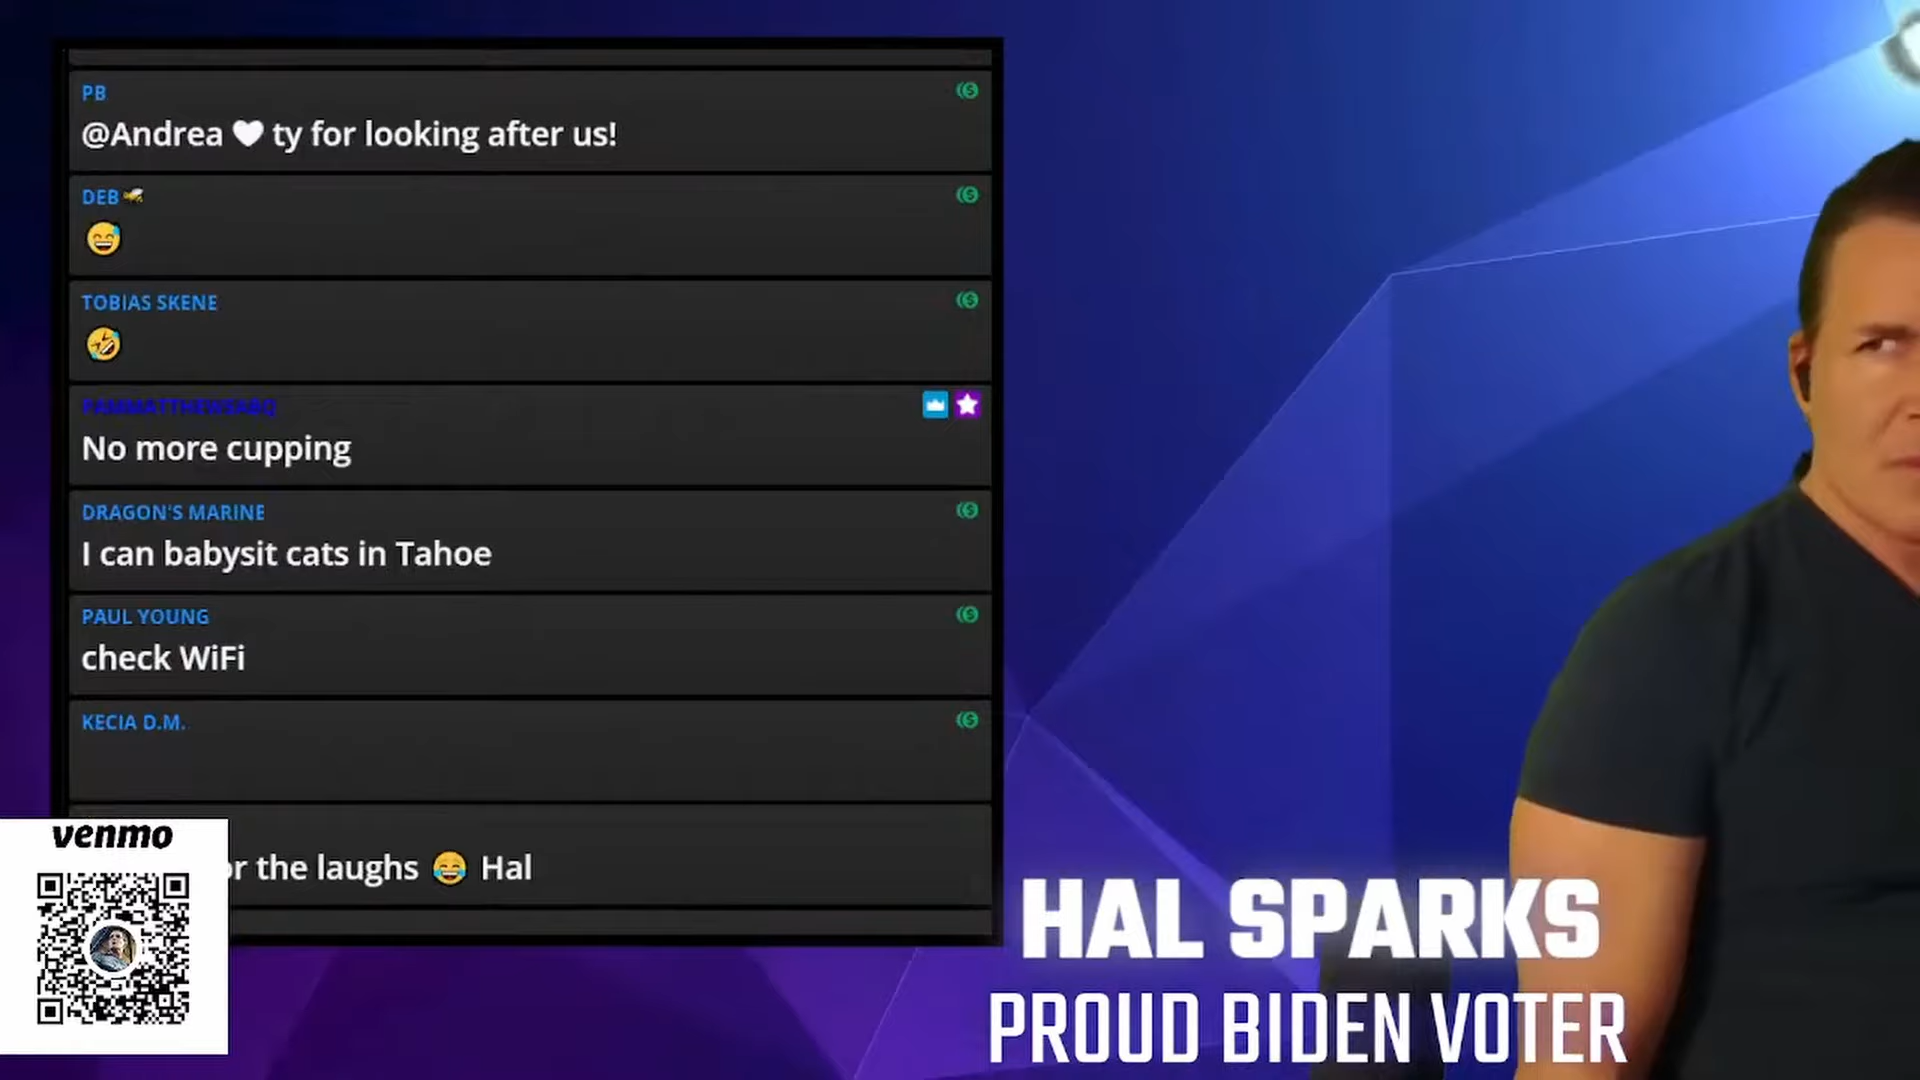 PB
@Andrea 🤍 ty for looking after us!
DEB 🐝
😅
TOBIAS SKENE
🤣
No more cupping
DRAGON'S MARINE
I can babysit cats in Tahoe
PAUL YOUNG
check WiFi
KECIA D.M.
venmo
or the laughs 😂 Hal
HAL SPARKS
PROUD BIDEN VOTER